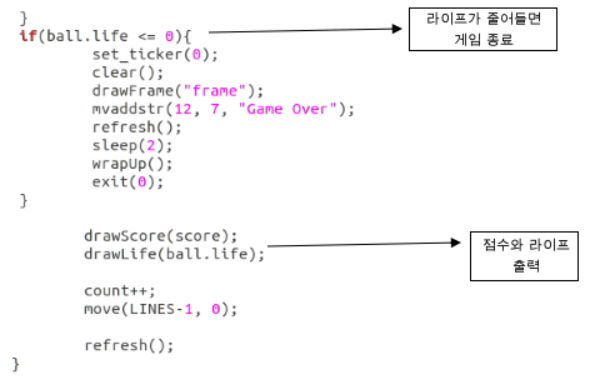 }
if(ball.life <= 0){
set_ticker(0);
clear();
drawFrame("frame");
mvaddstr(12, 7, "Game Over");
refresh();
sleep(2);
wrapUp();
exit(0);
}
drawScore(score);
drawLife(ball.life);
count++;
move(LINES-1, 0);
refresh();
}
라이프가 줄어들면
게임 종료
점수와 라이프
출력